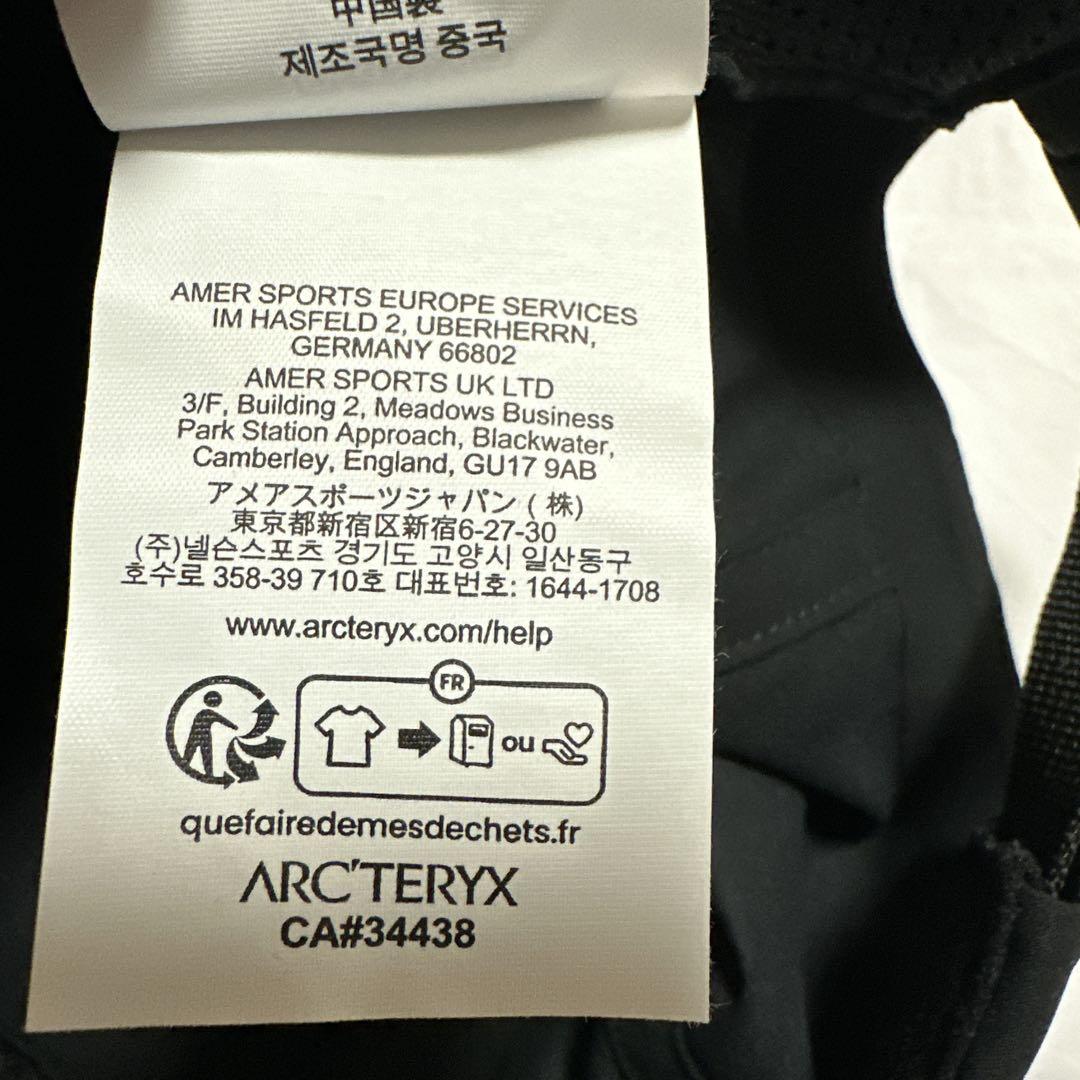 中国製
제조국명 중국
AMER SPORTS EUROPE SERVICES
IM HASFELD 2, UBERHERRN,
GERMANY 66802
AMER SPORTS UK LTD
3/F, Building 2, Meadows Business
Park Station Approach, Blackwater,
Camberley, England, GU17 9AB
アメアスポーツジャパン ( 株)
東京都新宿区新宿6-27-30
(주)넬슨스포츠 경기도 고양시 일산동구
호수로 358-39 710호 대표번호: 1644-1708
www.arcteryx.com/help
FR
ou
quefairedemesdechets.fr
ARC'TERYX
CA#34438